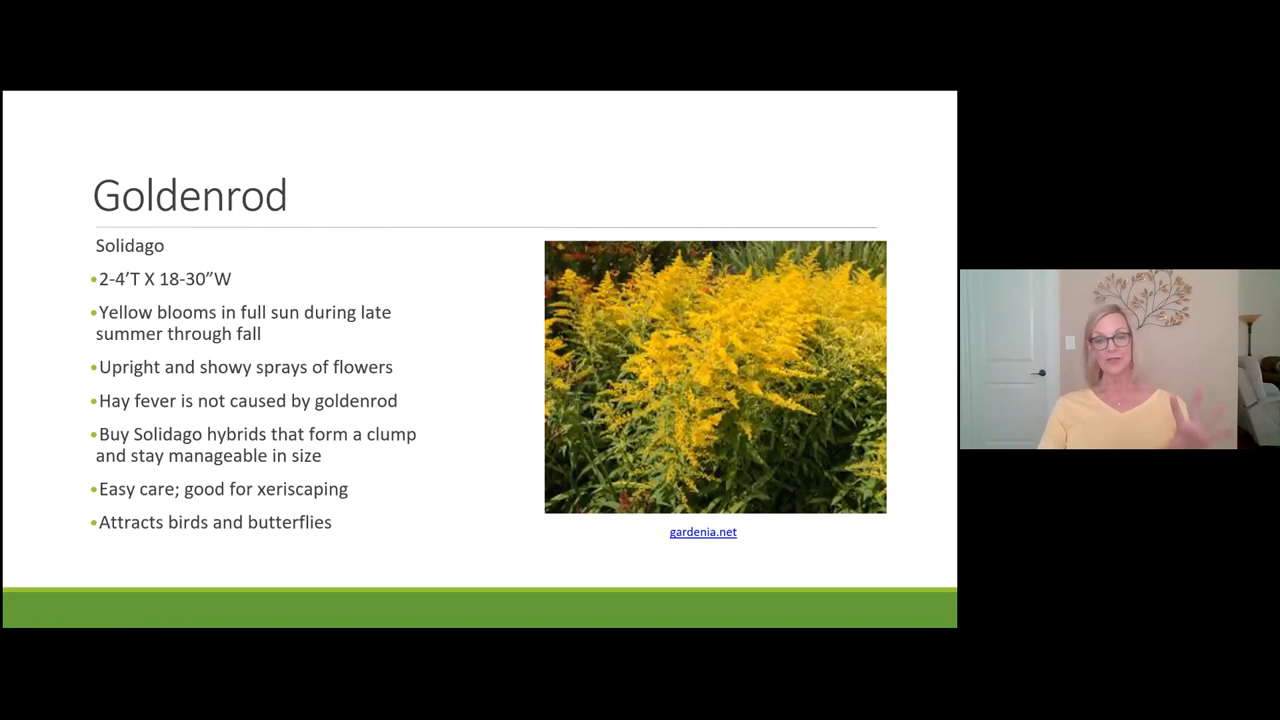 Goldenrod
Solidago
•2-4’T X 18-30”W
•Yellow blooms in full sun during late
summer through fall
•Upright and showy sprays of flowers
•Hay fever is not caused by goldenrod
•Buy Solidago hybrids that form a clump
and stay manageable in size
•Easy care; good for xeriscaping
•Attracts birds and butterflies
gardenia.net